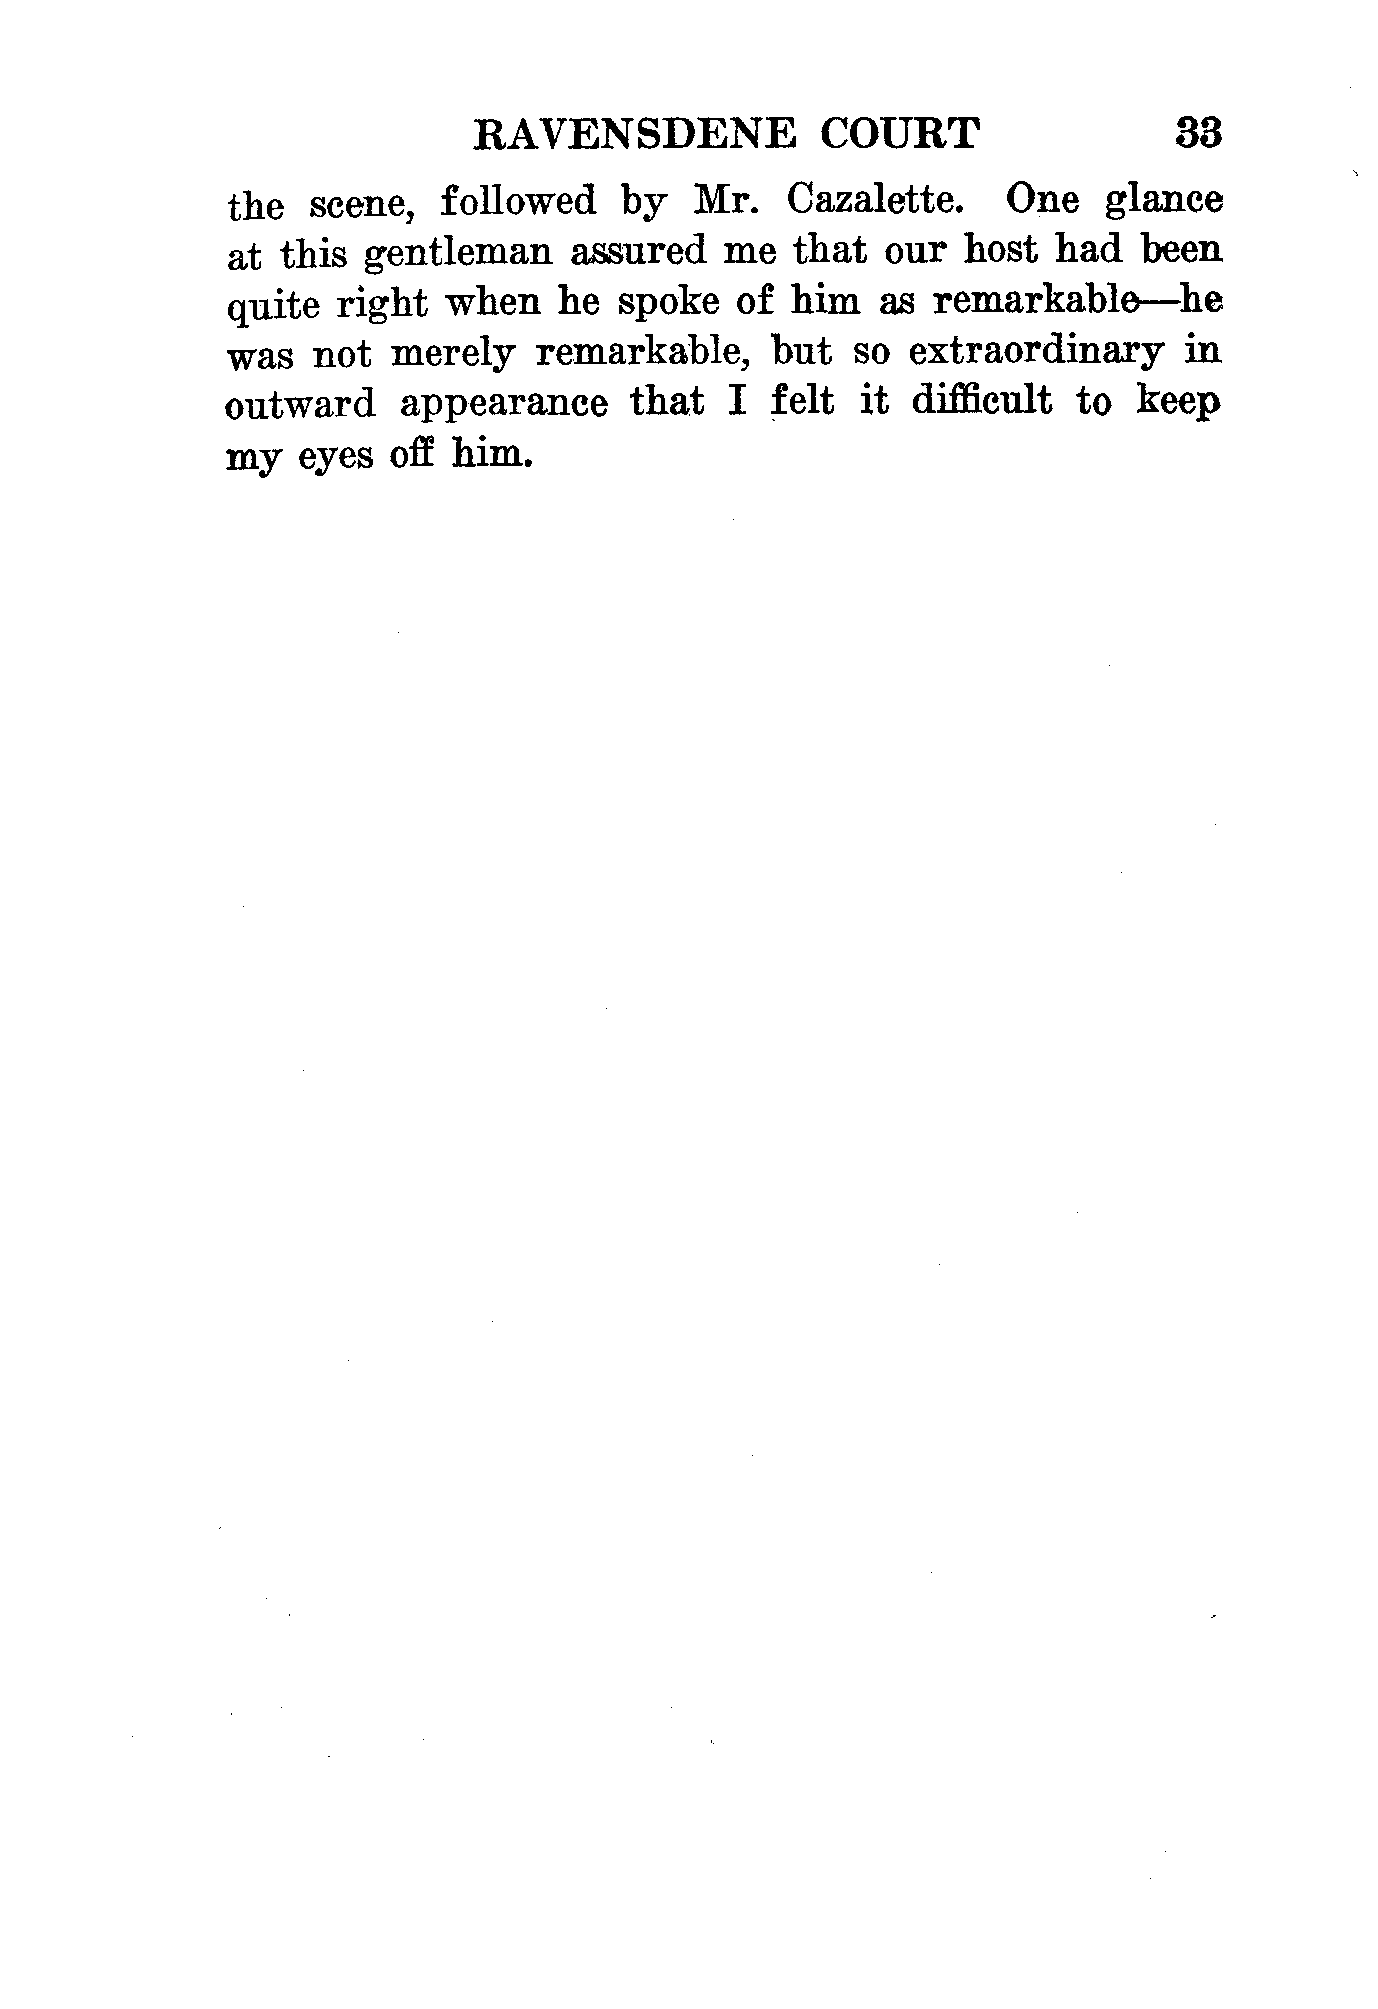 RAVENSDENE COURT 33
the scene, followed by Mr. Cazalette. One glance
at this gentleman assured me that our host had been
quite right when he spoke of him as remarkable—he
was not merely remarkable, but so extraordinary in
outward appearance that I felt it difficult to keep
my eyes off him.